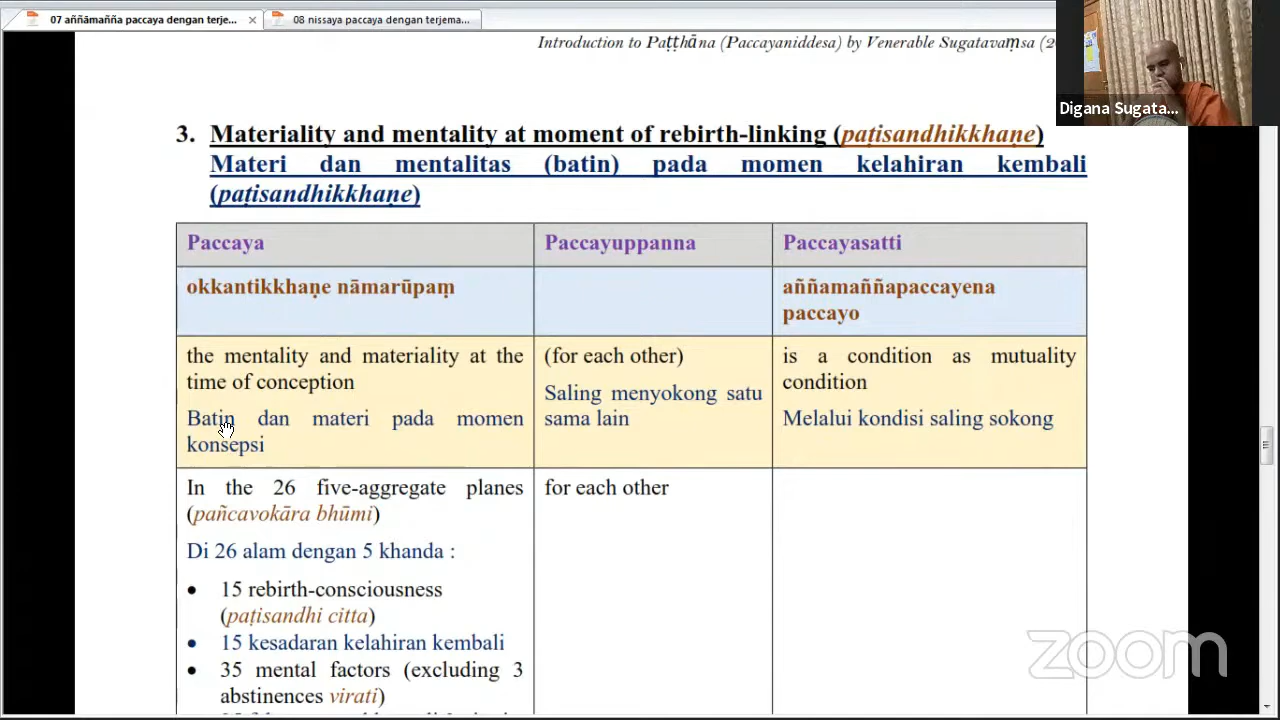 07 aññāmañña paccaya dengan terje...
08 nissaya paccaya dengan terjema...
Introduction to Paṭṭhāna (Paccayaniddesa) by Venerable Sugatavaṃsa (20
Digana Sugata...
3. Materiality and mentality at moment of rebirth-linking (paṭisandhikkhaṇe)
Materi dan mentalitas (batin) pada momen kelahiran kembali
(paṭisandhikkhaṇe)
Paccaya
Paccayuppanna
Paccayasatti
okkantikkhaṇe nāmarūpaṃ
aññamaññapaccayena
paccayo
the mentality and materiality at the
time of conception
Batin dan materi pada momen
konsepsi
(for each other)
Saling menyokong satu
sama lain
is a condition as mutuality
condition
Melalui kondisi saling sokong
In the 26 five-aggregate planes
(pañcavokāra bhūmi)
Di 26 alam dengan 5 khanda :
• 15 rebirth-consciousness
(paṭisandhi citta)
• 15 kesadaran kelahiran kembali
• 35 mental factors (excluding 3
abstinences virati)
for each other
zoom